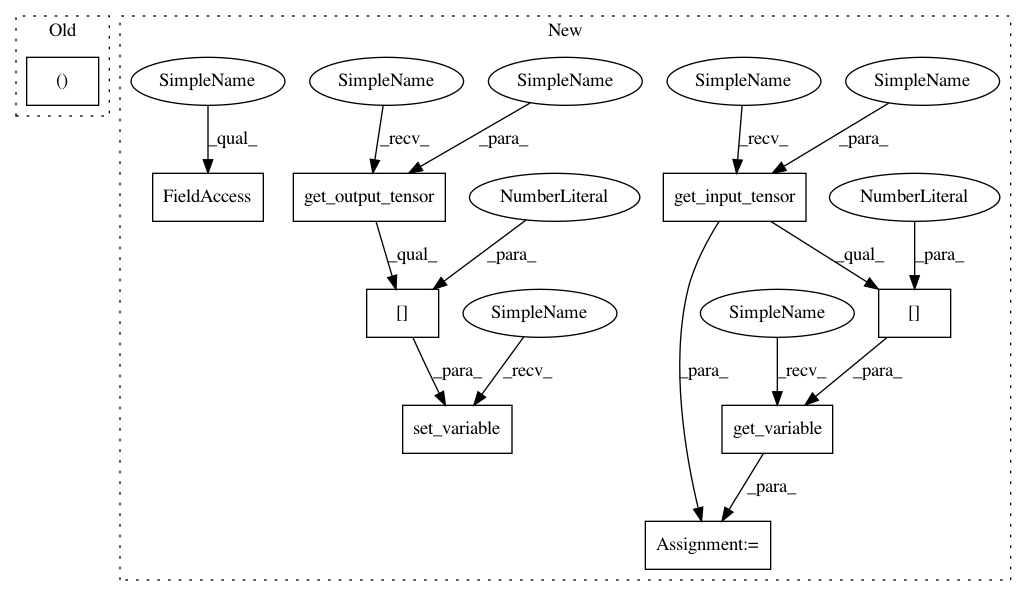 Old
New
()
SimpleName
SimpleName
SimpleName
SimpleName
SimpleName
_qual_
_recv_
_para_
_recv_
_para_
FieldAccess
get_output_tensor
NumberLiteral
get_input_tensor
NumberLiteral
_qual_
_para_
_qual_
_para_
[]
SimpleName
SimpleName
[]
_para_
_recv_
_para_
_recv_
_para_
set_variable
get_variable
_para_
Assignment:=